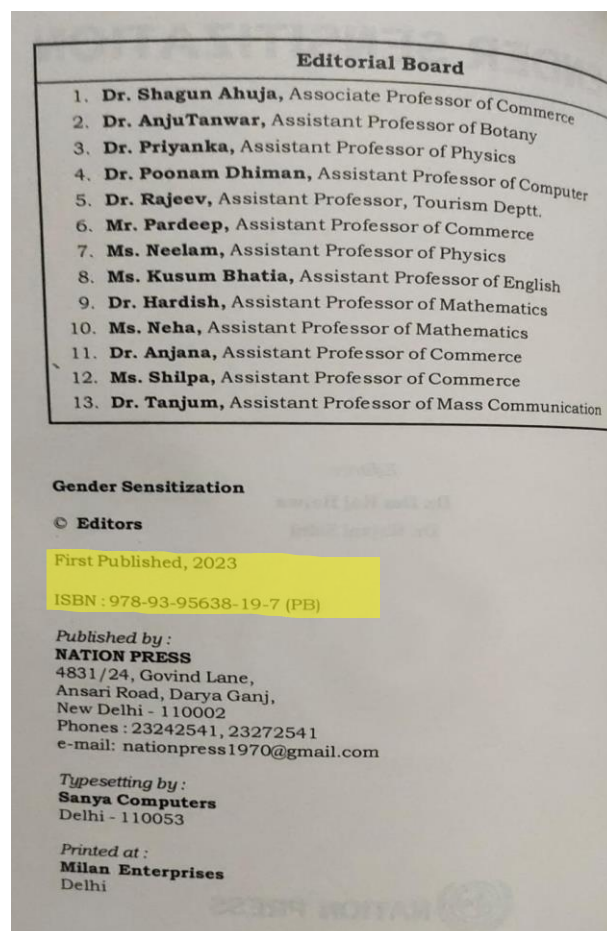 Editorial Board
1. Dr. Shagun Ahuja, Associate Professor of Commerce
2. Dr. AnjuTanwar, Assistant Professor of Botany
3. Dr. Priyanka, Assistant Professor of Physics
4. Dr. Poonam Dhiman, Assistant Professor of Computer
5. Dr. Rajeev, Assistant Professor, Tourism Deptt.
6. Mr. Pardeep, Assistant Professor of Commerce
7. Ms. Neelam, Assistant Professor of Physics
8. Ms. Kusum Bhatia, Assistant Professor of English
9. Dr. Hardish, Assistant Professor of Mathematics
10. Ms. Neha, Assistant Professor of Mathematics
11. Dr. Anjana, Assistant Professor of Commerce
12. Ms. Shilpa, Assistant Professor of Commerce
13. Dr. Tanjum, Assistant Professor of Mass Communication
Gender Sensitization
© Editors
First Published, 2023
ISBN : 978-93-95638-19-7 (PB)
Published by :
NATION PRESS
4831/24, Govind Lane,
Ansari Road, Darya Ganj,
New Delhi - 110002
Phones : 23242541, 23272541
e-mail: nationpress1970@gmail.com
Typesetting by :
Sanya Computers
Delhi - 110053
Printed at :
Milan Enterprises
Delhi